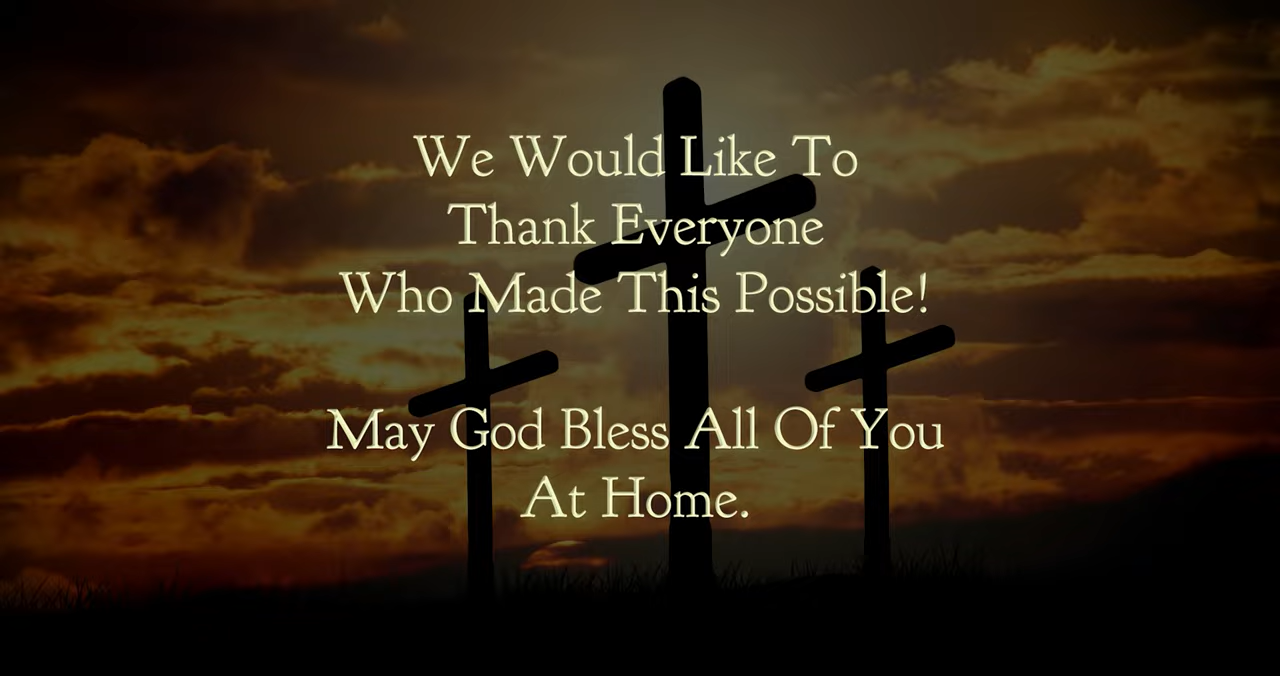 We Would Like To
Thank Everyone
Who Made This Possible!
May God Bless All Of You
At Home.